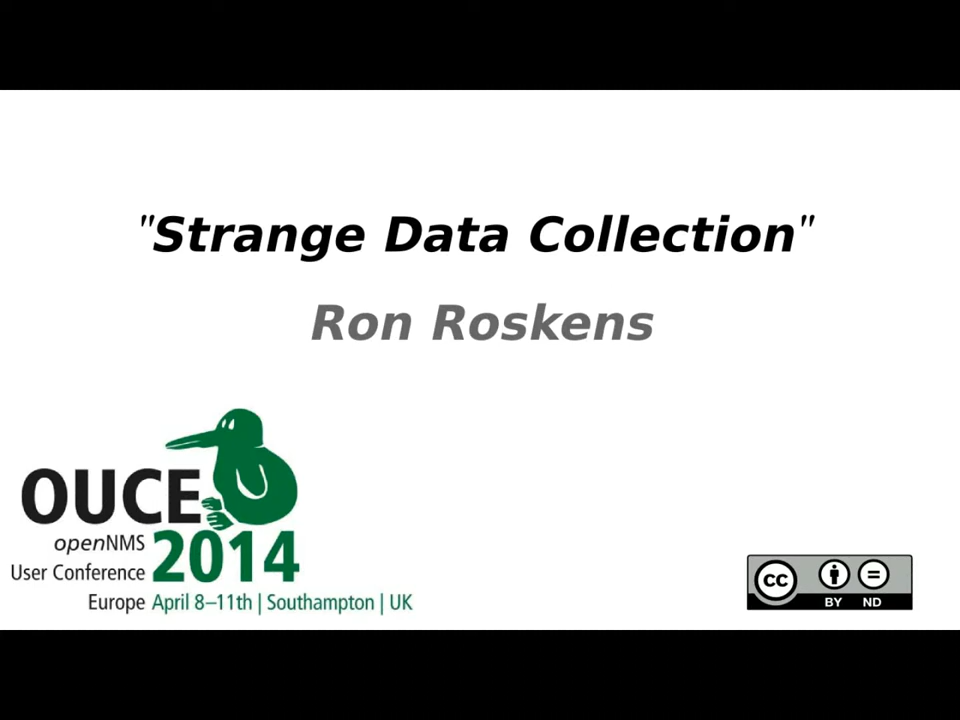 "Strange Data Collection"
Ron Roskens
OUCE
openNMS
2014
User Conference
Europe April 8–11th | Southampton | UK
cc
BY ND